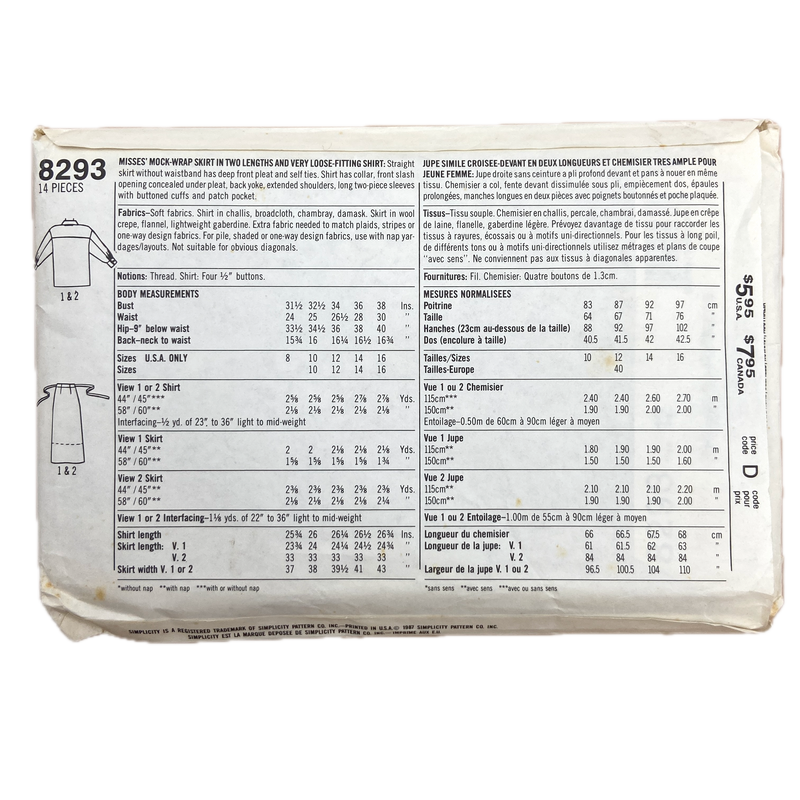 8293
14 PIECES
MISSES' MOCK-WRAP SKIRT IN TWO LENGTHS AND VERY LOOSE-FITTING SHIRT: Straight
skirt without waistband has deep front pleat and self ties. Shirt has collar, front slash
opening concealed under pleat, back yoke, extended shoulders, long two-piece sleeves
with buttoned cuffs and patch pocket.
Fabrics–Soft fabrics. Shirt in challis, broadcloth, chambray, damask. Skirt in wool
crepe, flannel, lightweight gaberdine. Extra fabric needed to match plaids, stripes or
one-way design fabrics. For pile, shaded or one-way design fabrics, use with nap yar-
dages/layouts. Not suitable for obvious diagonals.
Notions: Thread. Shirt: Four ½" buttons.
BODY MEASUREMENTS
Bust 31½ 32½ 34 36 38 Ins.
Waist 24 25 26½ 28 30 "
Hip–9" below waist 33½ 34½ 36 38 40 "
Back–neck to waist 15¾ 16 16¼ 16½ 16¾ "
Sizes U.S.A. ONLY 8 10 12 14 16
Sizes 10 12 14 16
View 1 or 2 Shirt
44"/45"*** 2⅝ 2⅝ 2⅝ 2⅞ 2⅞ Yds.
58"/60"*** 2⅛ 2⅛ 2⅛ 2⅛ 2⅛ "
Interfacing–½ yd. of 23" to 36" light to mid-weight
View 1 Skirt
44"/45"** 2 2 2⅛ 2⅛ 2⅛ Yds.
58"/60"** 1⅝ 1⅝ 1⅝ 1⅝ 1¾ "
View 2 Skirt
44"/45"** 2⅜ 2⅜ 2⅜ 2⅜ 2⅜ Yds.
58"/60"** 2⅛ 2⅛ 2⅛ 2⅛ 2¼ "
View 1 or 2 Interfacing–1⅛ yds. of 22" to 36" light to mid-weight
Shirt length 25¾ 26 26¼ 26½ 26¾ Ins.
Skirt length: V. 1 23¾ 24 24¼ 24½ 24¾ "
V. 2 33 33 33 33 33 "
Skirt width V. 1 or 2 37 38 39½ 41 43 "
*without nap **with nap ***with or without nap
JUPE SIMILE CROISEE-DEVANT EN DEUX LONGUEURS ET CHEMISIER TRES AMPLE POUR
JEUNE FEMME: Jupe droite sans ceinture a pli profond devant et pans à nouer en même
tissu. Chemisier a col, fente devant dissimulée sous pli, empiècement dos, épaules
prolongées, manches longues en deux pièces avec poignets boutonnés et poche plaquée.
Tissus–Tissu souple. Chemisier en challis, percale, chambrai, damassé. Jupe en crêpe
de laine, flanelle, gaberdine légère. Prévoyez davantage de tissu pour raccorder les
tissus à rayures, écossais ou à motifs uni-directionnels. Pour les tissus à long poil,
de différents tons ou à motifs uni-directionnels utilisez métrages et plans de coupe
"avec sens". Ne conviennent pas aux tissus à diagonales apparentes.
Fournitures: Fil. Chemisier: Quatre boutons de 1.3cm.
MESURES NORMALISEES
Poitrine 83 87 92 97 cm
Taille 64 67 71 76 "
Hanches (23cm au-dessous de la taille) 88 92 97 102 "
Dos (encolure à taille) 40.5 41.5 42 42.5 "
Tailles/Sizes 10 12 14 16
Tailles-Europe 40
Vue 1 ou 2 Chemisier
115cm*** 2.40 2.40 2.60 2.70 m
150cm** 1.90 1.90 2.00 2.00 "
Entoilage–0.50m de 60cm à 90cm léger à moyen
Vue 1 Jupe
115cm** 1.80 1.90 1.90 2.00 m
150cm** 1.50 1.50 1.50 1.60 "
Vue 2 Jupe
115cm** 2.10 2.10 2.10 2.20 m
150cm** 1.90 1.90 1.90 2.00 "
Vue 1 ou 2 Entoilage–1.00m de 55cm à 90cm léger à moyen
Longueur du chemisier 66 66.5 67.5 68 cm
Longueur de la jupe: V. 1 61 61.5 62 63 "
V. 2 84 84 84 84 "
Largeur de la jupe V. 1 ou 2 96.5 100.5 104 110 "
*sans sens **avec sens ***avec ou sans sens
1 & 2
1 & 2
$5.95 U.S.A. $7.95 CANADA
price code D code pour prix
SIMPLICITY IS A REGISTERED TRADEMARK OF SIMPLICITY PATTERN CO. INC.—PRINTED IN U.S.A. © 1987 SIMPLICITY PATTERN CO. INC.
SIMPLICITY EST LA MARQUE DEPOSEE DE SIMPLICITY PATTERN CO. INC.— IMPRIME AUX E.U.